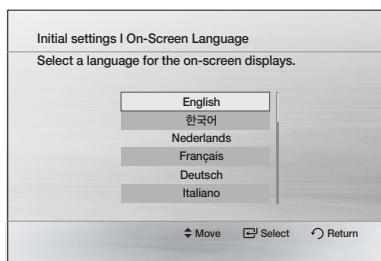 Initial settings I On-Screen Language
Select a language for the on-screen displays.
English
한국어
Nederlands
Français
Deutsch
Italiano
Move Select Return